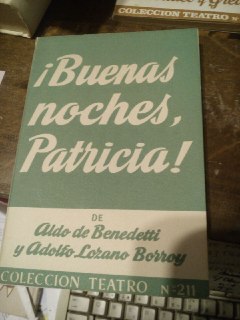 COLECCION TEATRO N
¡Buenas
noches,
Patricia!
DE
Aldo de Benedetti
y Adolfo Lozano Borroy
COLECCION TEATRO Nº 211